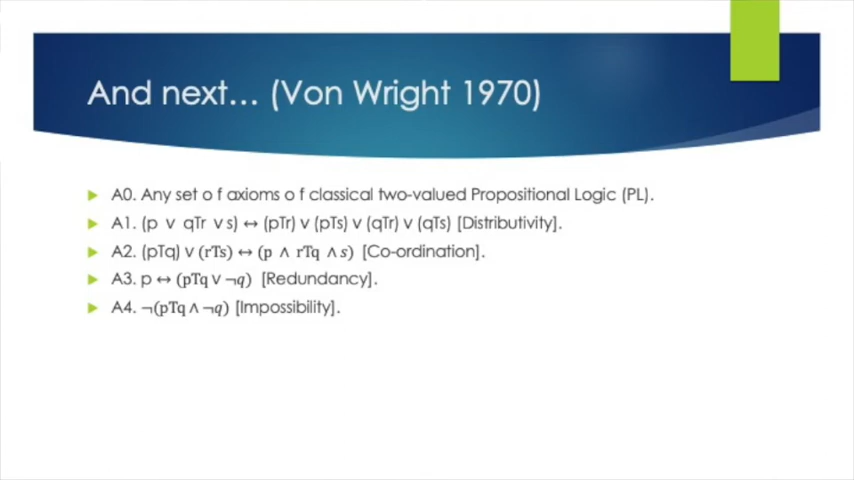 And next... (Von Wright 1970)
A0. Any set o f axioms o f classical two-valued Propositional Logic (PL).
A1. (p v qTr v s) ↔ (pTr) v (pTs) v (qTr) v (qTs) [Distributivity].
A2. (pTq) v (rTs) ↔ (p ∧ rTq ∧ s) [Co-ordination].
A3. p ↔ (pTq v ¬q) [Redundancy].
A4. ¬(pTq ∧ ¬q) [Impossibility].